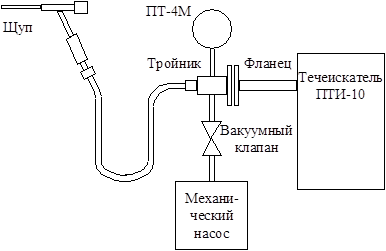 ПТ-4М
Щуп
Тройник
Фланец
Течеискатель
ПТИ-10
Вакуумный
клапан
Механи-
ческий
насос